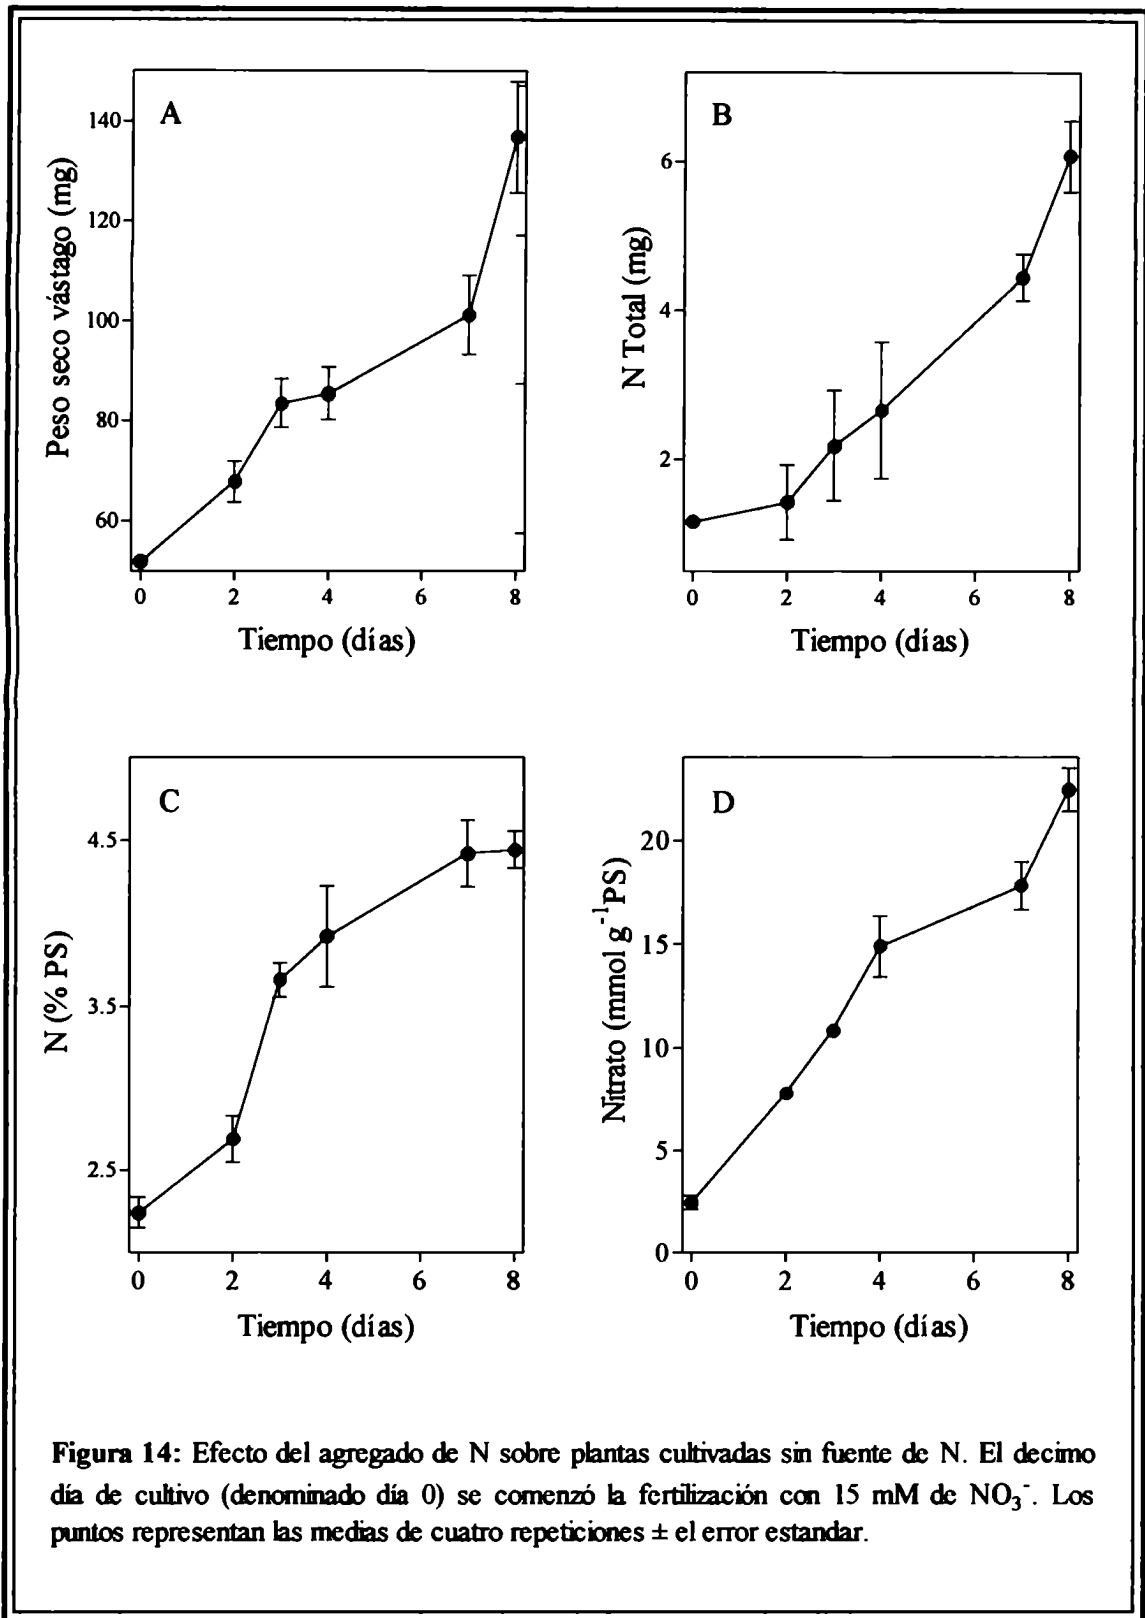 A
Peso seco vástago (mg)
140
120
100
80
60
0 2 4 6 8
Tiempo (días)
B
N Total (mg)
6
4
2
0 2 4 6 8
Tiempo (días)
C
N (% PS)
4.5
3.5
2.5
0 2 4 6 8
Tiempo (días)
D
Nitrato (mmol g⁻¹PS)
20
15
10
5
0
0 2 4 6 8
Tiempo (días)
Figura 14: Efecto del agregado de N sobre plantas cultivadas sin fuente de N. El decimo
día de cultivo (denominado día 0) se comenzó la fertilización con 15 mM de NO₃⁻. Los
puntos representan las medias de cuatro repeticiones ± el error estandar.